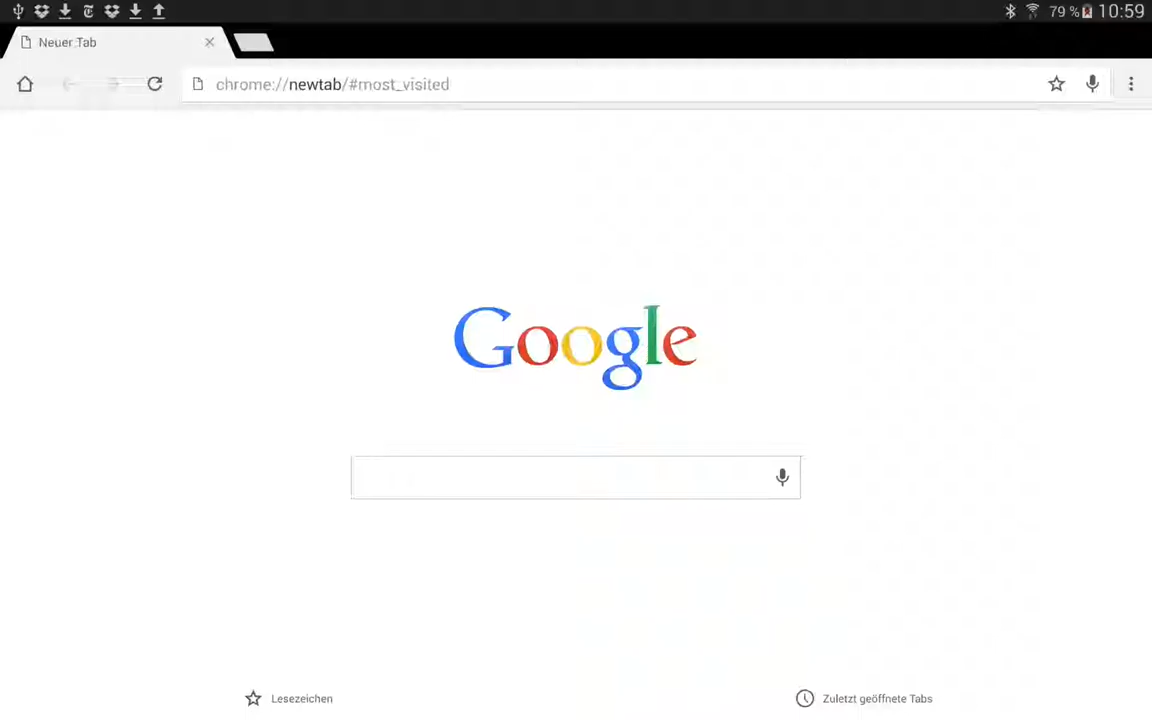 79 % 10:59
Neuer Tab
chrome://newtab/#most_visited
Google
Lesezeichen
Zuletzt geöffnete Tabs